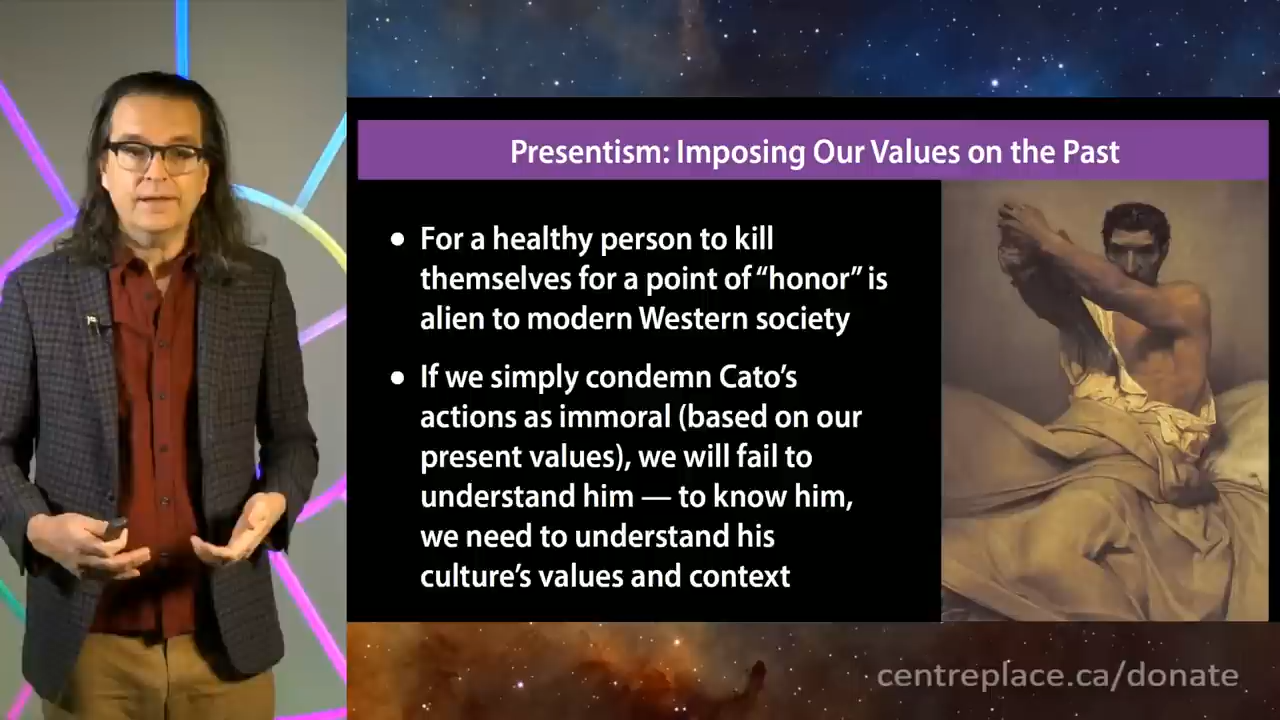 Presentism: Imposing Our Values on the Past
• For a healthy person to kill
themselves for a point of “honor” is
alien to modern Western society
• If we simply condemn Cato’s
actions as immoral (based on our
present values), we will fail to
understand him — to know him,
we need to understand his
culture’s values and context
centreplace.ca/donate